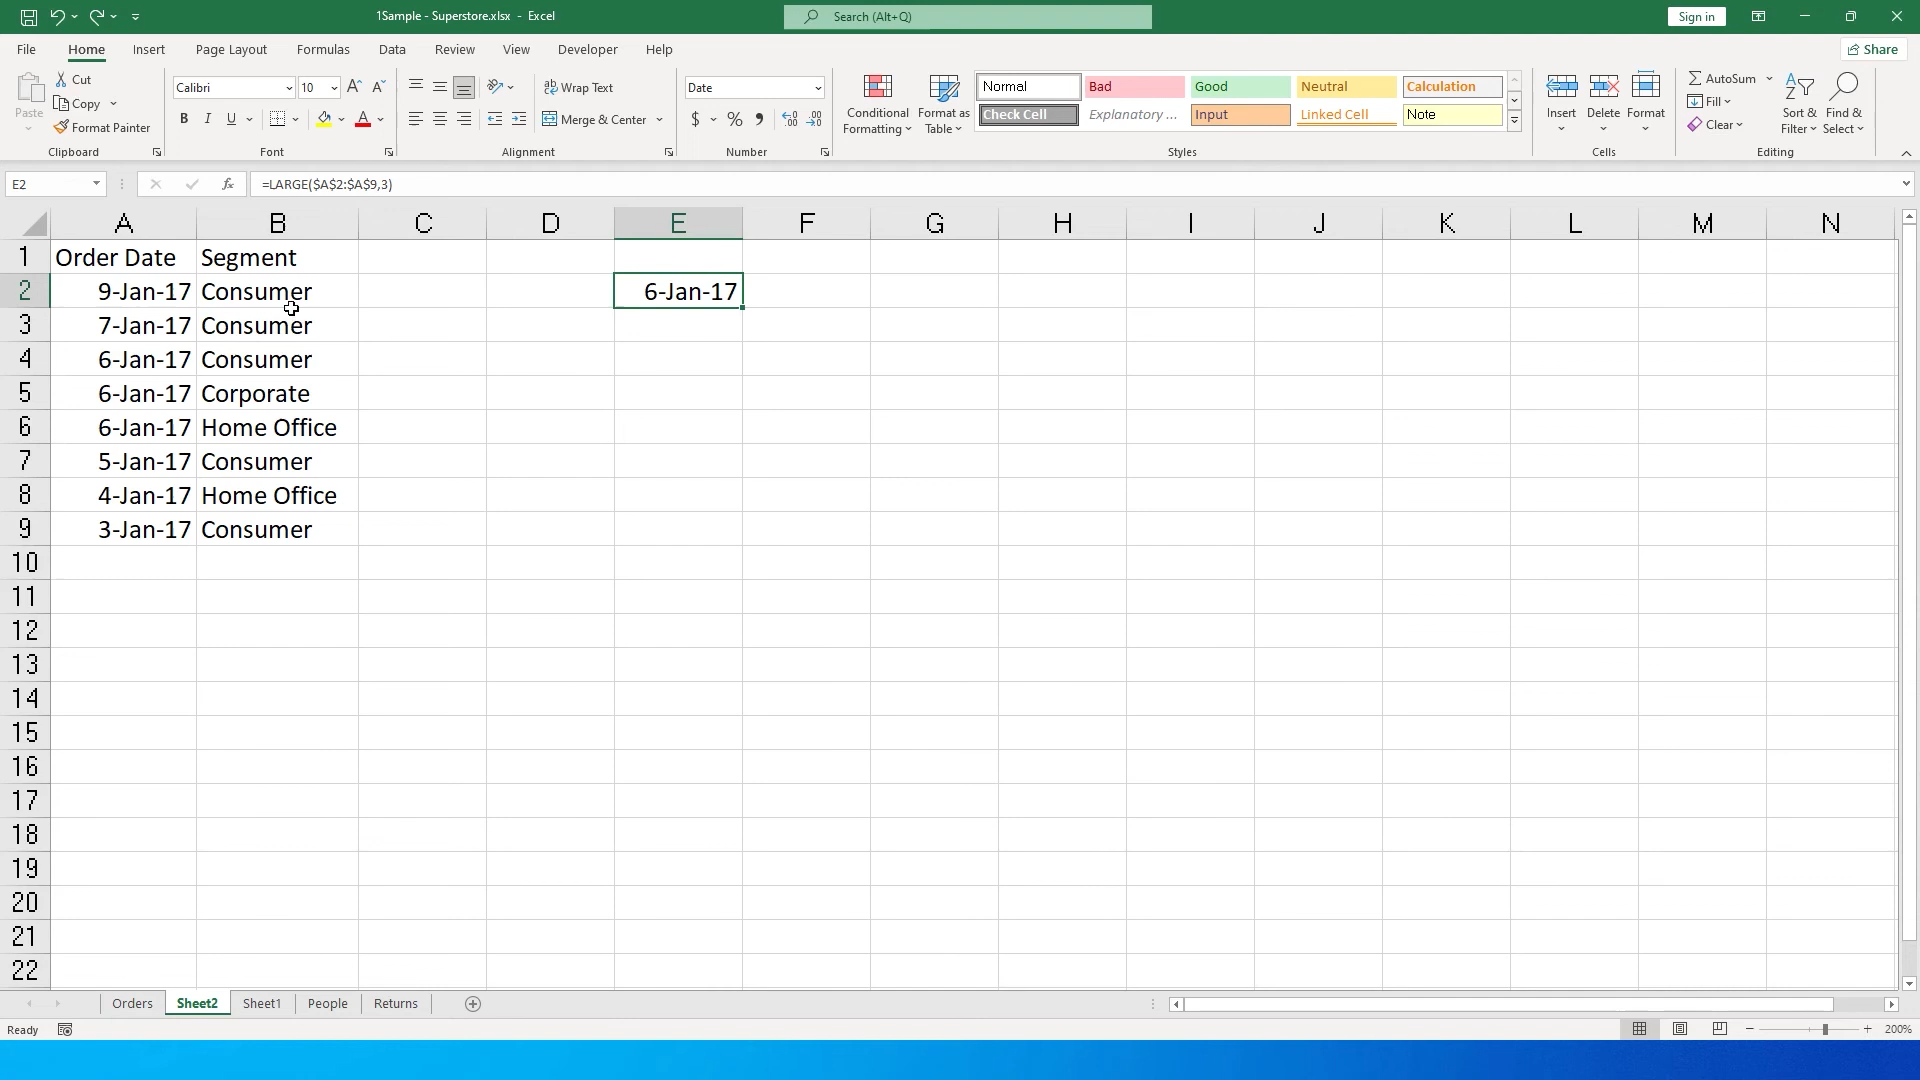 1Sample - Superstore.xlsx - Excel
Search (Alt+Q)
Sign in
File Home Insert Page Layout Formulas Data Review View Developer Help
Share
Paste
Cut
Copy
Format Painter
Clipboard
Calibri 10
B I U
Font
Wrap Text
Merge & Center
Alignment
Date
$ % 9
Number
Conditional Formatting
Format as Table
Normal Bad Good Neutral Calculation
Check Cell Explanatory ... Input Linked Cell Note
Styles
Insert Delete Format
Cells
AutoSum
Fill
Clear
Sort & Filter
Find & Select
Editing
E2 fx =LARGE($A$2:$A$9,3)
A B C D E F G H I J K L M N
1 Order Date Segment
2 9-Jan-17 Consumer 6-Jan-17
3 7-Jan-17 Consumer
4 6-Jan-17 Consumer
5 6-Jan-17 Corporate
6 6-Jan-17 Home Office
7 5-Jan-17 Consumer
8 4-Jan-17 Home Office
9 3-Jan-17 Consumer
10
11
12
13
14
15
16
17
18
19
20
21
22
Orders Sheet2 Sheet1 People Returns
Ready
200%